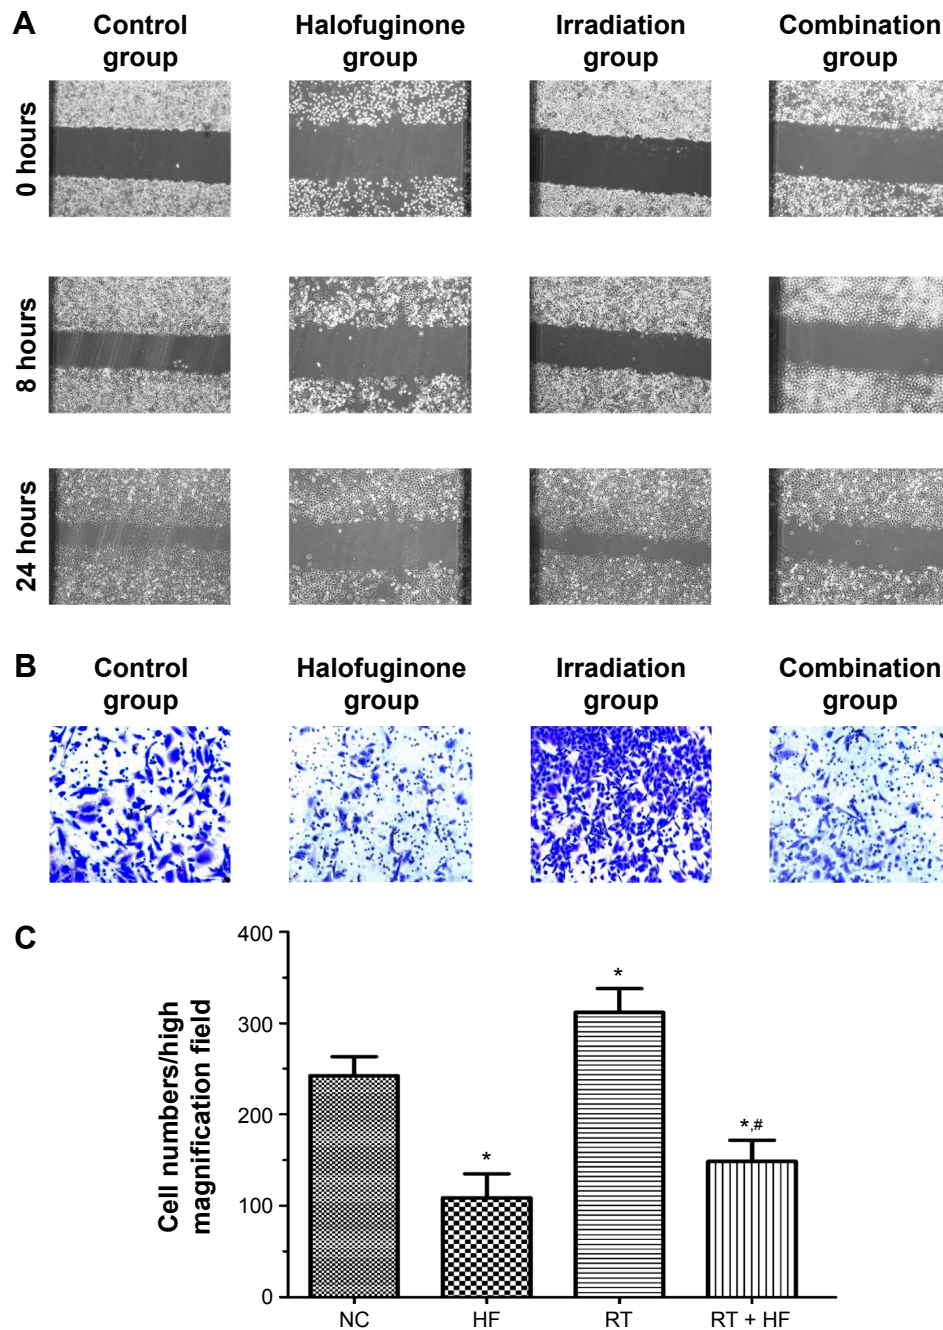 A
Control
group
Halofuginone
group
Irradiation
group
Combination
group
0 hours
8 hours
24 hours
B
Control
group
Halofuginone
group
Irradiation
group
Combination
group
C
Cell numbers/high
magnification field
400
300
200
100
0
*
*
*,#
NC
HF
RT
RT + HF